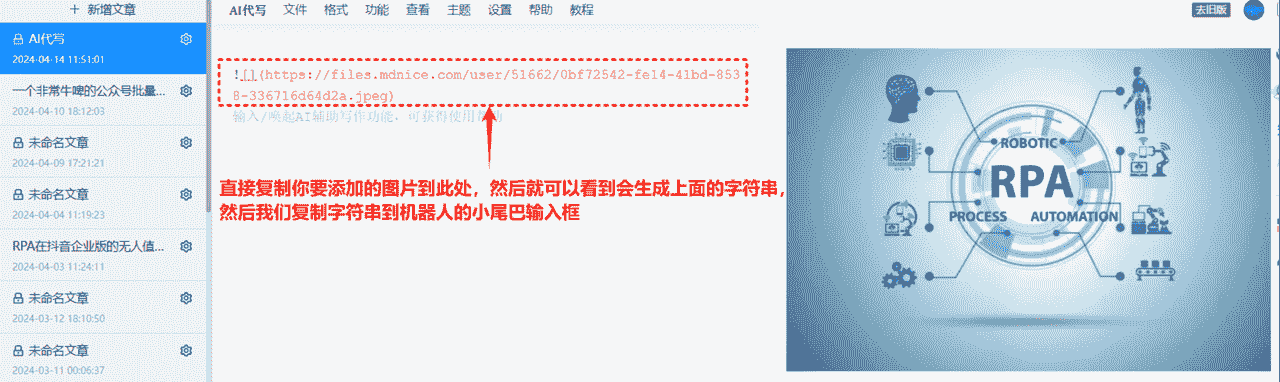 + 新增文章
AI代写
2024-04-14 11:51:01
一个非常牛啤的公众号批量...
2024-04-10 18:12:03
未命名文章
2024-04-09 17:21:21
未命名文章
2024-04-04 11:19:23
RPA在抖音企业版的无人值...
2024-04-03 11:24:11
未命名文章
2024-03-12 18:10:50
未命名文章
2024-03-11 00:06:37
AI代写 文件 格式 功能 查看 主题 设置 帮助 教程
去旧版
![](https://files.mdnice.com/user/51662/0bf72542-fe14-41bd-853
8-336716d64d2a.jpeg)
输入/唤起AI辅助写作功能，可获得使用
直接复制你要添加的图片到此处，然后就可以看到会生成上面的字符串，
然后我们复制字符串到机器人的小尾巴输入框
ROBOTIC
RPA
PROCESS AUTOMATION